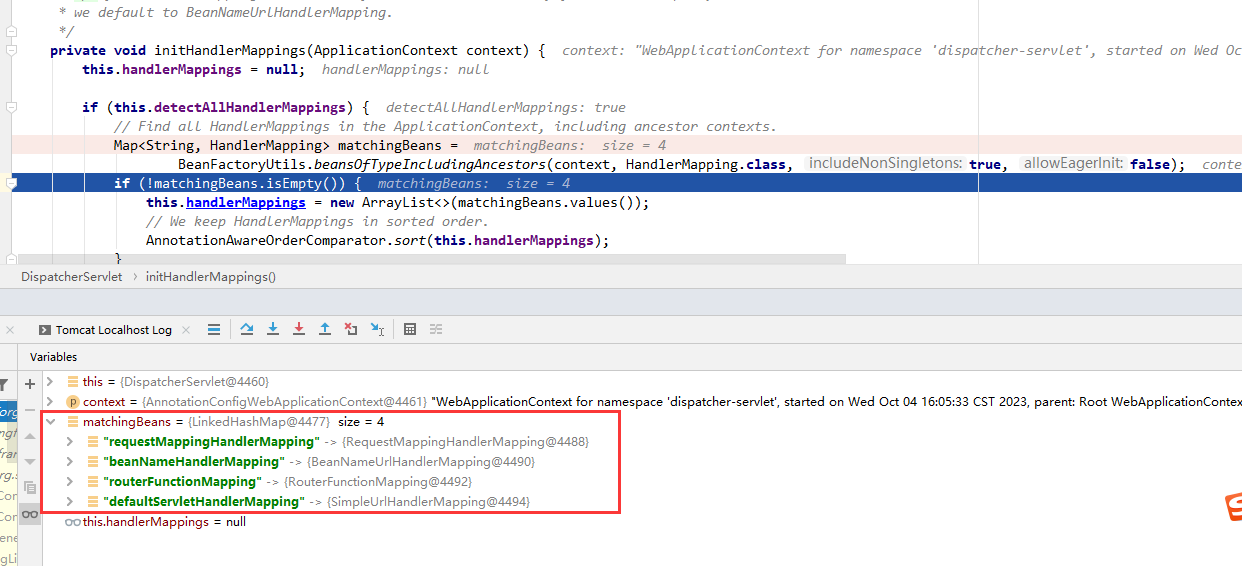 * we default to BeanNameUrlHandlerMapping.
*/
private void initHandlerMappings(ApplicationContext context) { context: "WebApplicationContext for namespace 'dispatcher-servlet', started on Wed Oc
this.handlerMappings = null; handlerMappings: null
if (this.detectAllHandlerMappings) { detectAllHandlerMappings: true
// Find all HandlerMappings in the ApplicationContext, including ancestor contexts.
Map<String, HandlerMapping> matchingBeans = matchingBeans: size = 4
BeanFactoryUtils.beansOfTypeIncludingAncestors(context, HandlerMapping.class, includeNonSingletons: true, allowEagerInit: false); conte
if (!matchingBeans.isEmpty()) { matchingBeans: size = 4
this.handlerMappings = new ArrayList<>(matchingBeans.values());
// We keep HandlerMappings in sorted order.
AnnotationAwareOrderComparator.sort(this.handlerMappings);
}
DispatcherServlet › initHandlerMappings()
Tomcat Localhost Log
Variables
this = {DispatcherServlet@4460}
context = {AnnotationConfigWebApplicationContext@4461} "WebApplicationContext for namespace 'dispatcher-servlet', started on Wed Oct 04 16:05:33 CST 2023, parent: Root WebApplicationContex
matchingBeans = {LinkedHashMap@4477} size = 4
"requestMappingHandlerMapping" -> {RequestMappingHandlerMapping@4488}
"beanNameHandlerMapping" -> {BeanNameUrlHandlerMapping@4490}
"routerFunctionMapping" -> {RouterFunctionMapping@4492}
"defaultServletHandlerMapping" -> {SimpleUrlHandlerMapping@4494}
this.handlerMappings = null